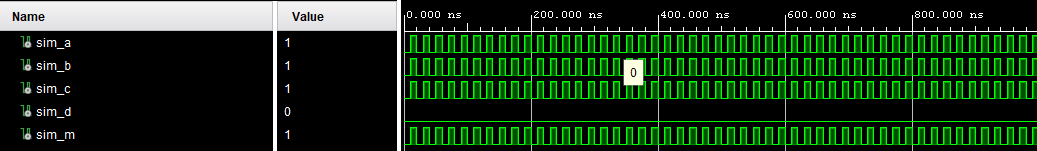 Name Value 0.000 ns 200.000 ns 400.000 ns 600.000 ns 800.000 ns
sim_a 1
sim_b 1
0
sim_c 1
sim_d 0
sim_m 1